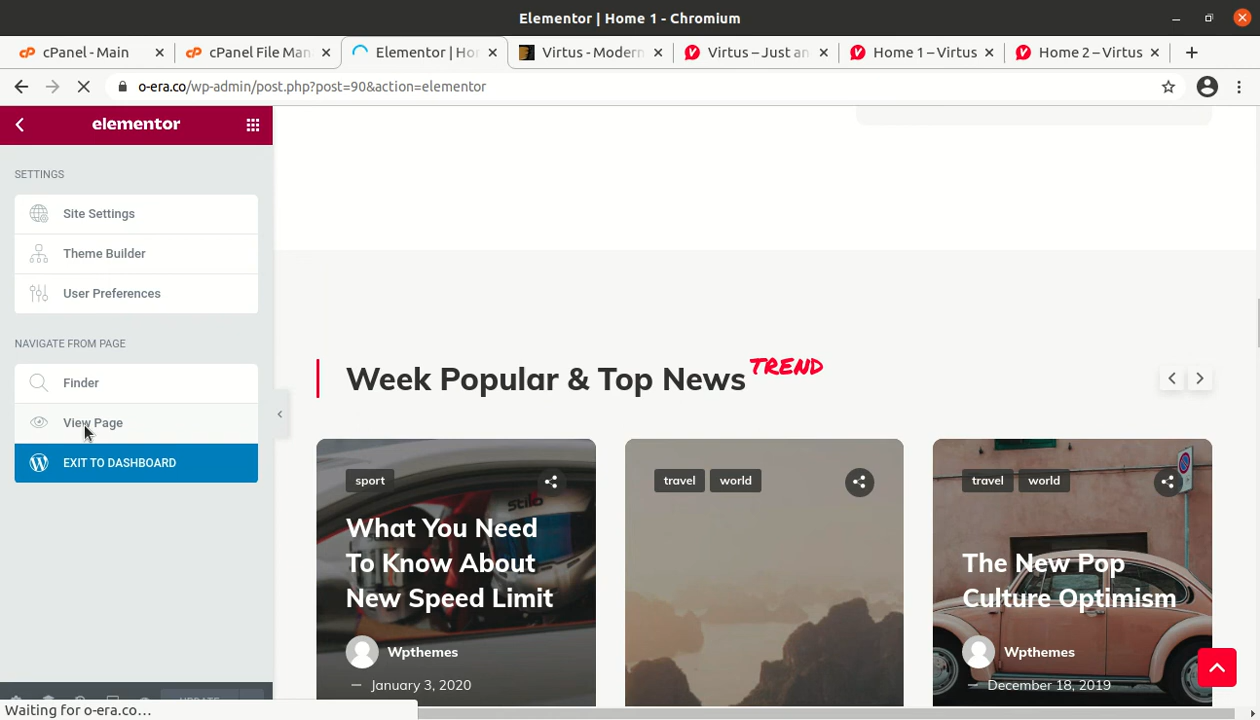 Elementor | Home 1 - Chromium
cPanel - Main
cPanel File Man
Elementor | Ho
Virtus - Modern
Virtus – Just an
Home 1 – Virtus
Home 2 – Virtus
o-era.co/wp-admin/post.php?post=90&action=elementor
elementor
SETTINGS
Site Settings
Theme Builder
User Preferences
NAVIGATE FROM PAGE
Finder
View Page
EXIT TO DASHBOARD
Week Popular & Top News TREND
sport
What You Need
To Know About
New Speed Limit
Wpthemes
— January 3, 2020
Stilo
travel world
travel world
The New Pop
Culture Optimism
Wpthemes
— December 18, 2019
UPDATE
Waiting for o-era.co…